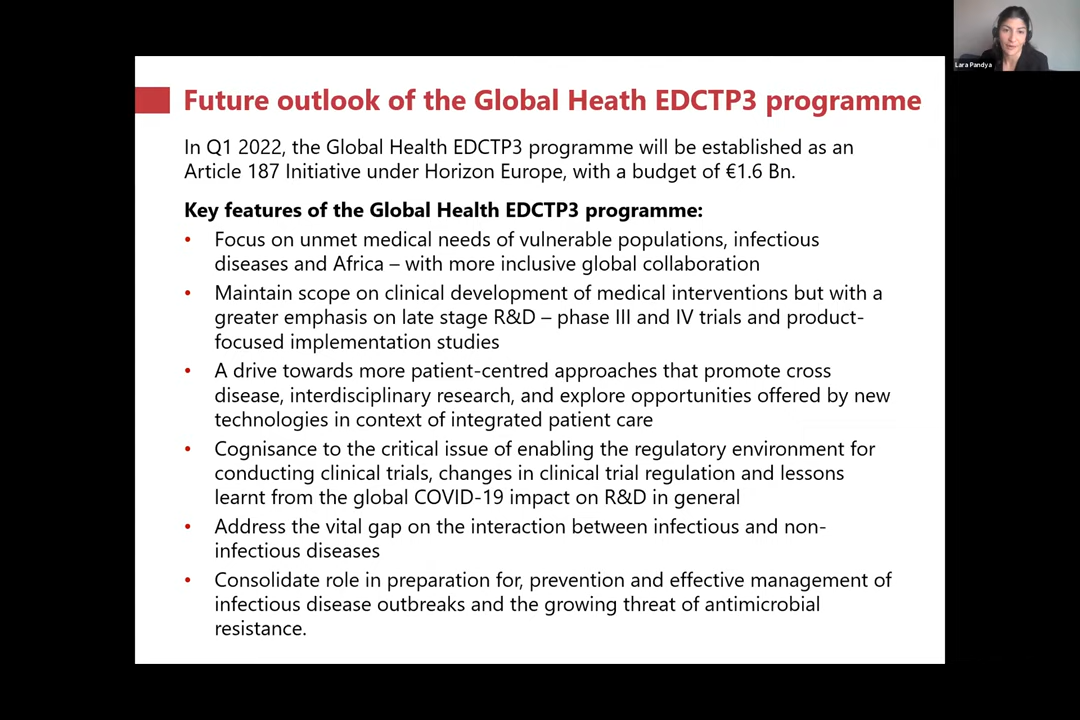 Future outlook of the Global Heath EDCTP3 programme
In Q1 2022, the Global Health EDCTP3 programme will be established as an
Article 187 Initiative under Horizon Europe, with a budget of €1.6 Bn.
Key features of the Global Health EDCTP3 programme:
• Focus on unmet medical needs of vulnerable populations, infectious
diseases and Africa – with more inclusive global collaboration
• Maintain scope on clinical development of medical interventions but with a
greater emphasis on late stage R&D – phase III and IV trials and product-
focused implementation studies
• A drive towards more patient-centred approaches that promote cross
disease, interdisciplinary research, and explore opportunities offered by new
technologies in context of integrated patient care
• Cognisance to the critical issue of enabling the regulatory environment for
conducting clinical trials, changes in clinical trial regulation and lessons
learnt from the global COVID-19 impact on R&D in general
• Address the vital gap on the interaction between infectious and non-
infectious diseases
• Consolidate role in preparation for, prevention and effective management of
infectious disease outbreaks and the growing threat of antimicrobial
resistance.
Lara Pandya